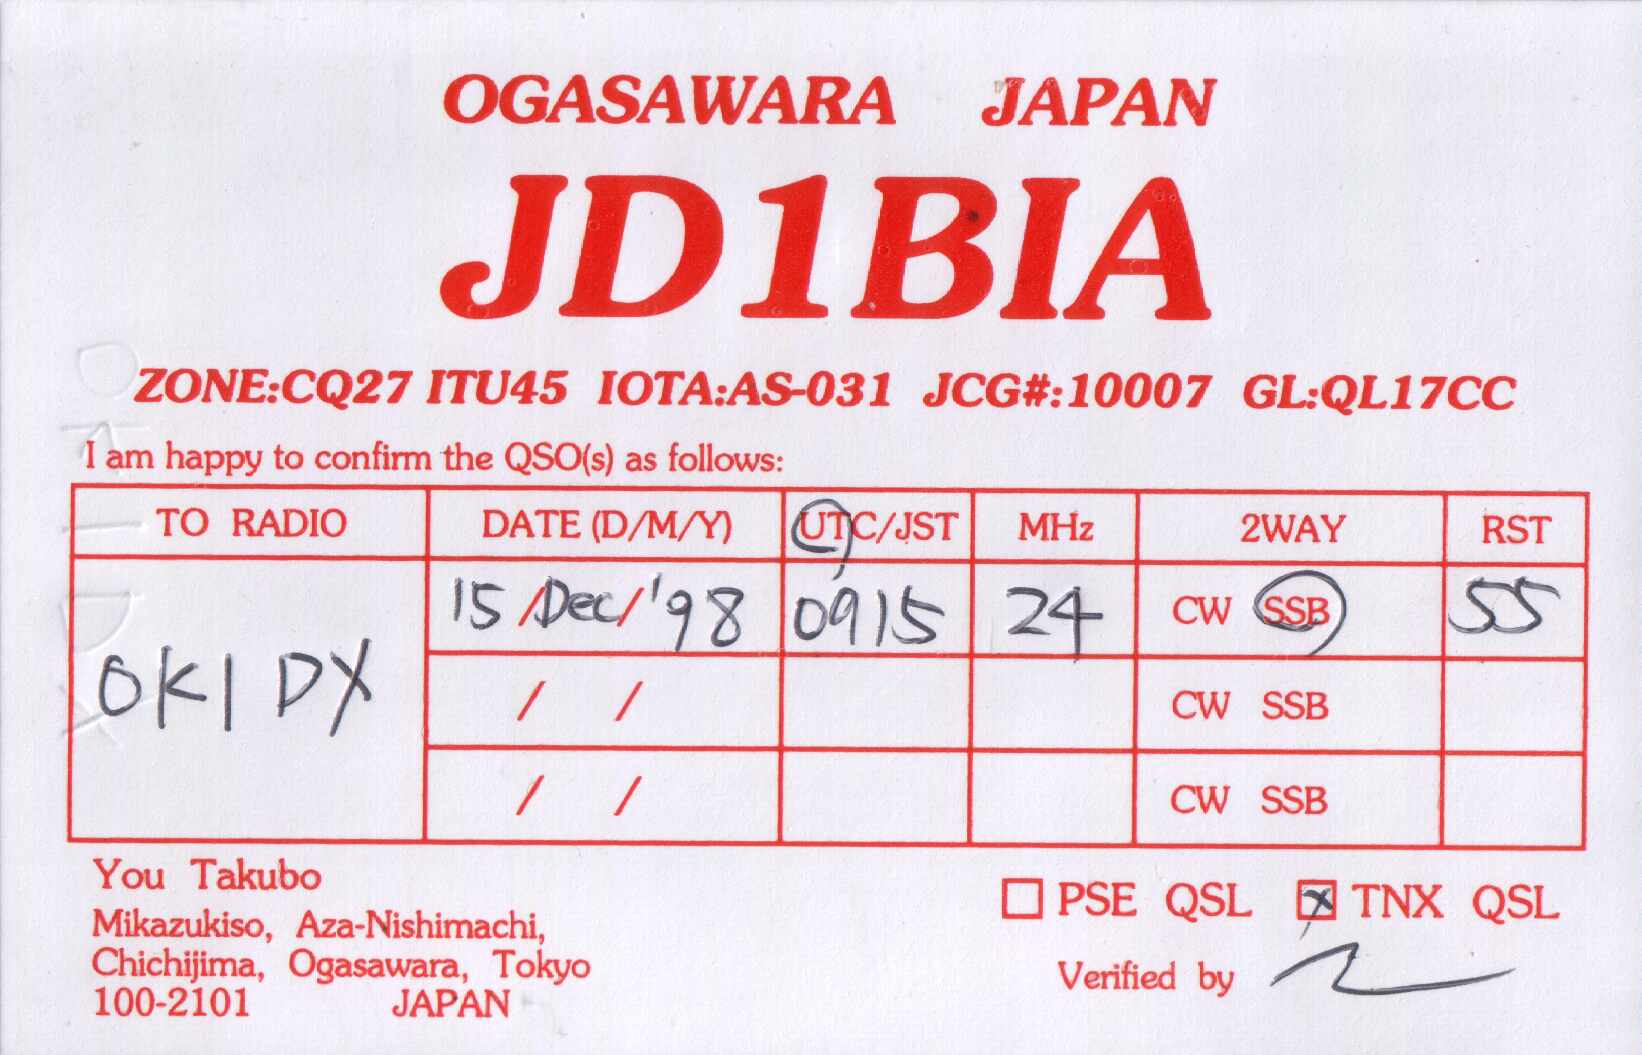 OGASAWARA JAPAN
JD1BIA
ZONE:CQ27 ITU45 IOTA:AS-031 JCG#:10007 GL:QL17CC
I am happy to confirm the QSO(s) as follows:
TO RADIO DATE (D/M/Y) UTC/JST MHz 2WAY RST
OK1DX 15/Dec/'98 0915 24 CW SSB 55
/ / CW SSB
/ / CW SSB
You Takubo
Mikazukiso, Aza-Nishimachi,
Chichijima, Ogasawara, Tokyo
100-2101 JAPAN
PSE QSL x TNX QSL
Verified by